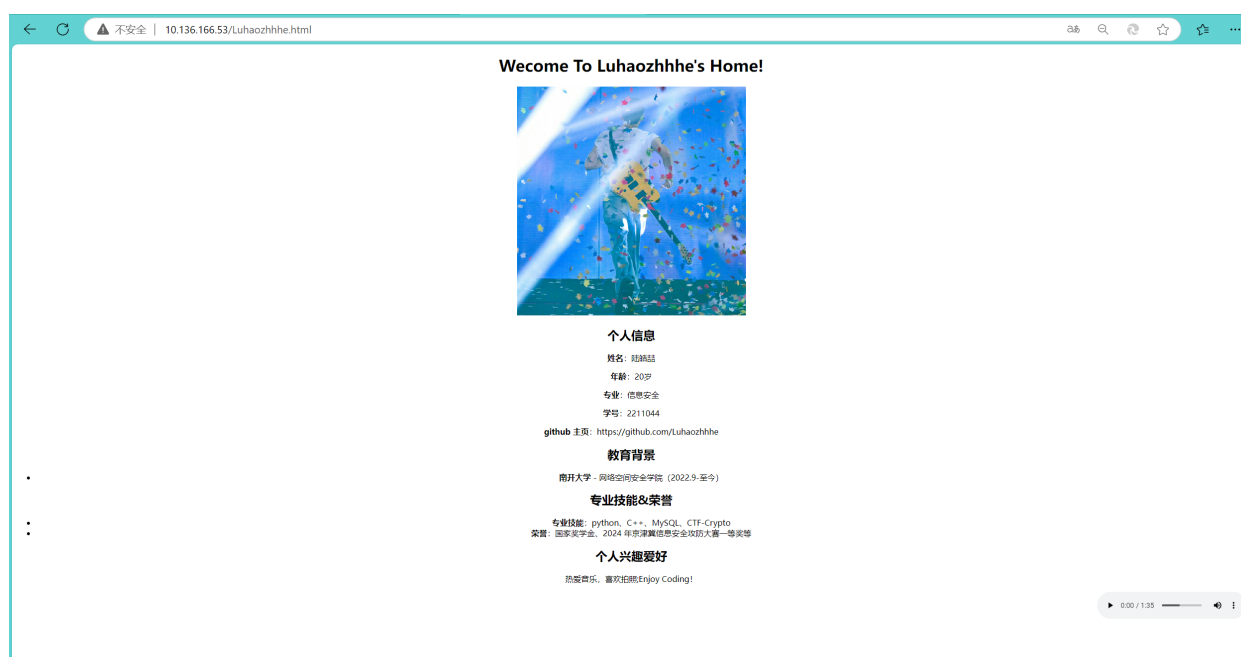 不安全 | 10.136.166.53/Luhaozhhhe.html
Wecome To Luhaozhhhe's Home!
个人信息
姓名：陆皓喆
年龄：20岁
专业：信息安全
学号：2211044
github 主页：https://github.com/Luhaozhhhe
教育背景
南开大学 - 网络空间安全学院（2022.9-至今）
专业技能&荣誉
专业技能：python、C++、MySQL、CTF-Crypto
荣誉：国家奖学金、2024 年京津冀信息安全攻防大赛一等奖等
个人兴趣爱好
热爱音乐，喜欢拍照;Enjoy Coding!
0:00 / 1:35